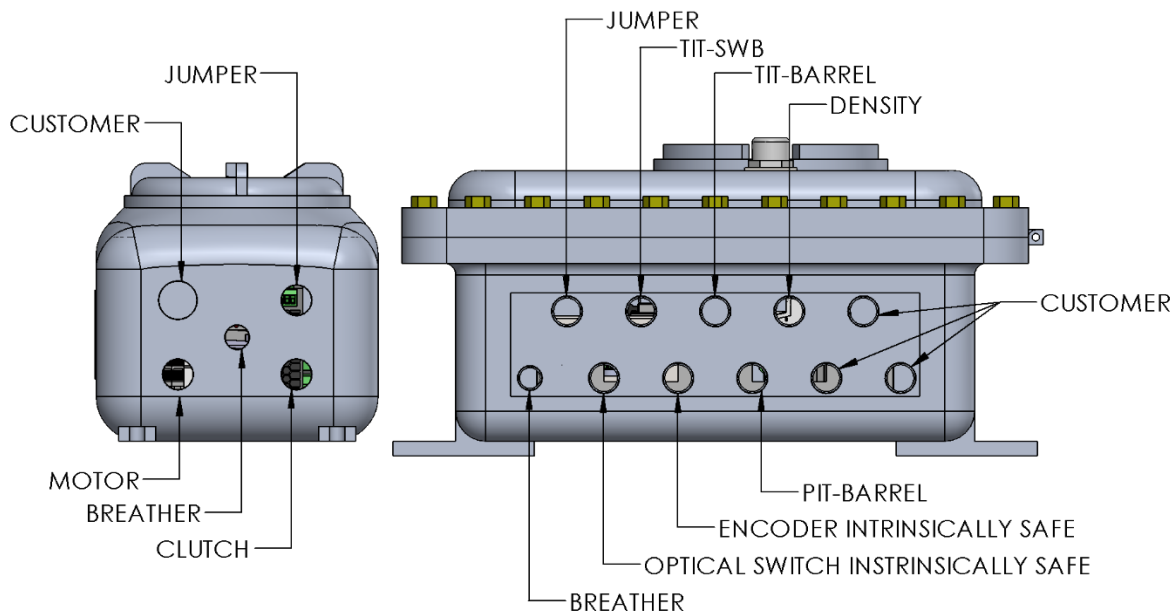 JUMPER
TIT-SWB
JUMPER
TIT-BARREL
DENSITY
CUSTOMER
CUSTOMER
MOTOR
PIT-BARREL
BREATHER
ENCODER INTRINSICALLY SAFE
CLUTCH
OPTICAL SWITCH INSTRINSICALLY SAFE
BREATHER